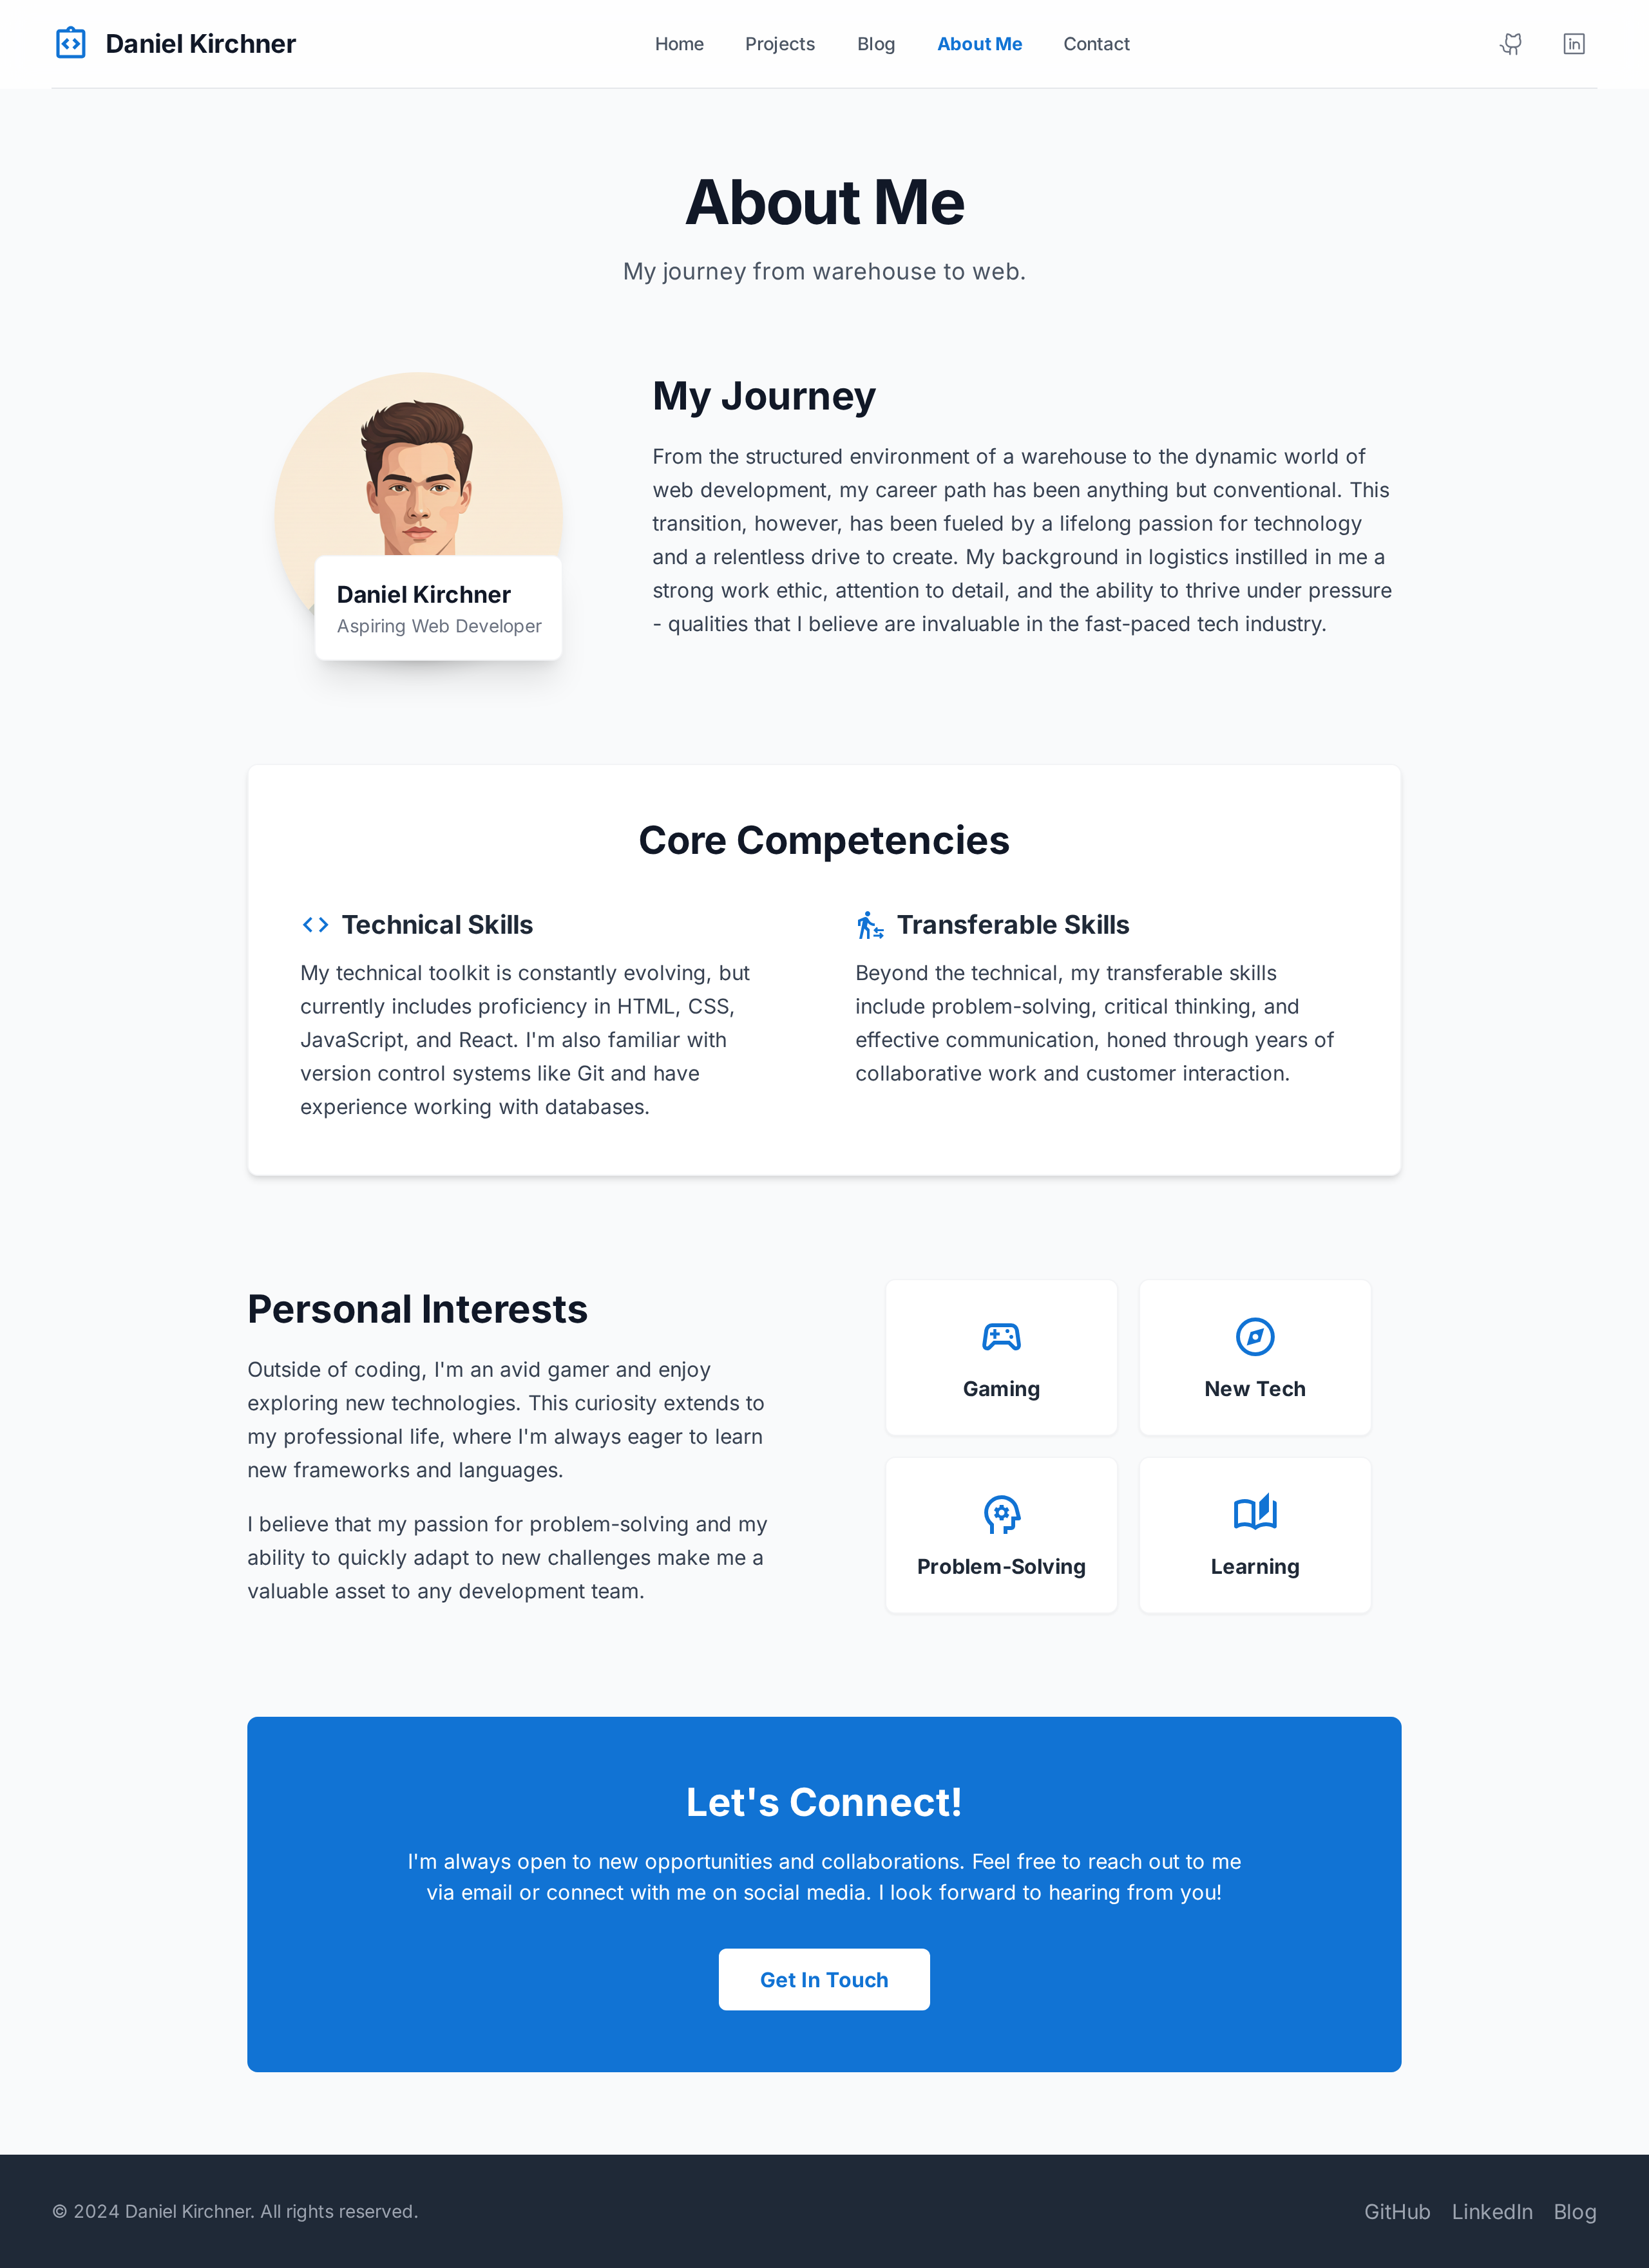 Daniel Kirchner
Home Projects Blog About Me Contact
in
About Me
My journey from warehouse to web.
Daniel Kirchner
Aspiring Web Developer
My Journey
From the structured environment of a warehouse to the dynamic world of
web development, my career path has been anything but conventional. This
transition, however, has been fueled by a lifelong passion for technology
and a relentless drive to create. My background in logistics instilled in me a
strong work ethic, attention to detail, and the ability to thrive under pressure
- qualities that I believe are invaluable in the fast-paced tech industry.
Core Competencies
Technical Skills
My technical toolkit is constantly evolving, but
currently includes proficiency in HTML, CSS,
JavaScript, and React. I'm also familiar with
version control systems like Git and have
experience working with databases.
Transferable Skills
Beyond the technical, my transferable skills
include problem-solving, critical thinking, and
effective communication, honed through years of
collaborative work and customer interaction.
Personal Interests
Outside of coding, I'm an avid gamer and enjoy
exploring new technologies. This curiosity extends to
my professional life, where I'm always eager to learn
new frameworks and languages.
I believe that my passion for problem-solving and my
ability to quickly adapt to new challenges make me a
valuable asset to any development team.
Gaming
New Tech
Problem-Solving
Learning
Let's Connect!
I'm always open to new opportunities and collaborations. Feel free to reach out to me
via email or connect with me on social media. I look forward to hearing from you!
Get In Touch
© 2024 Daniel Kirchner. All rights reserved.
GitHub LinkedIn Blog